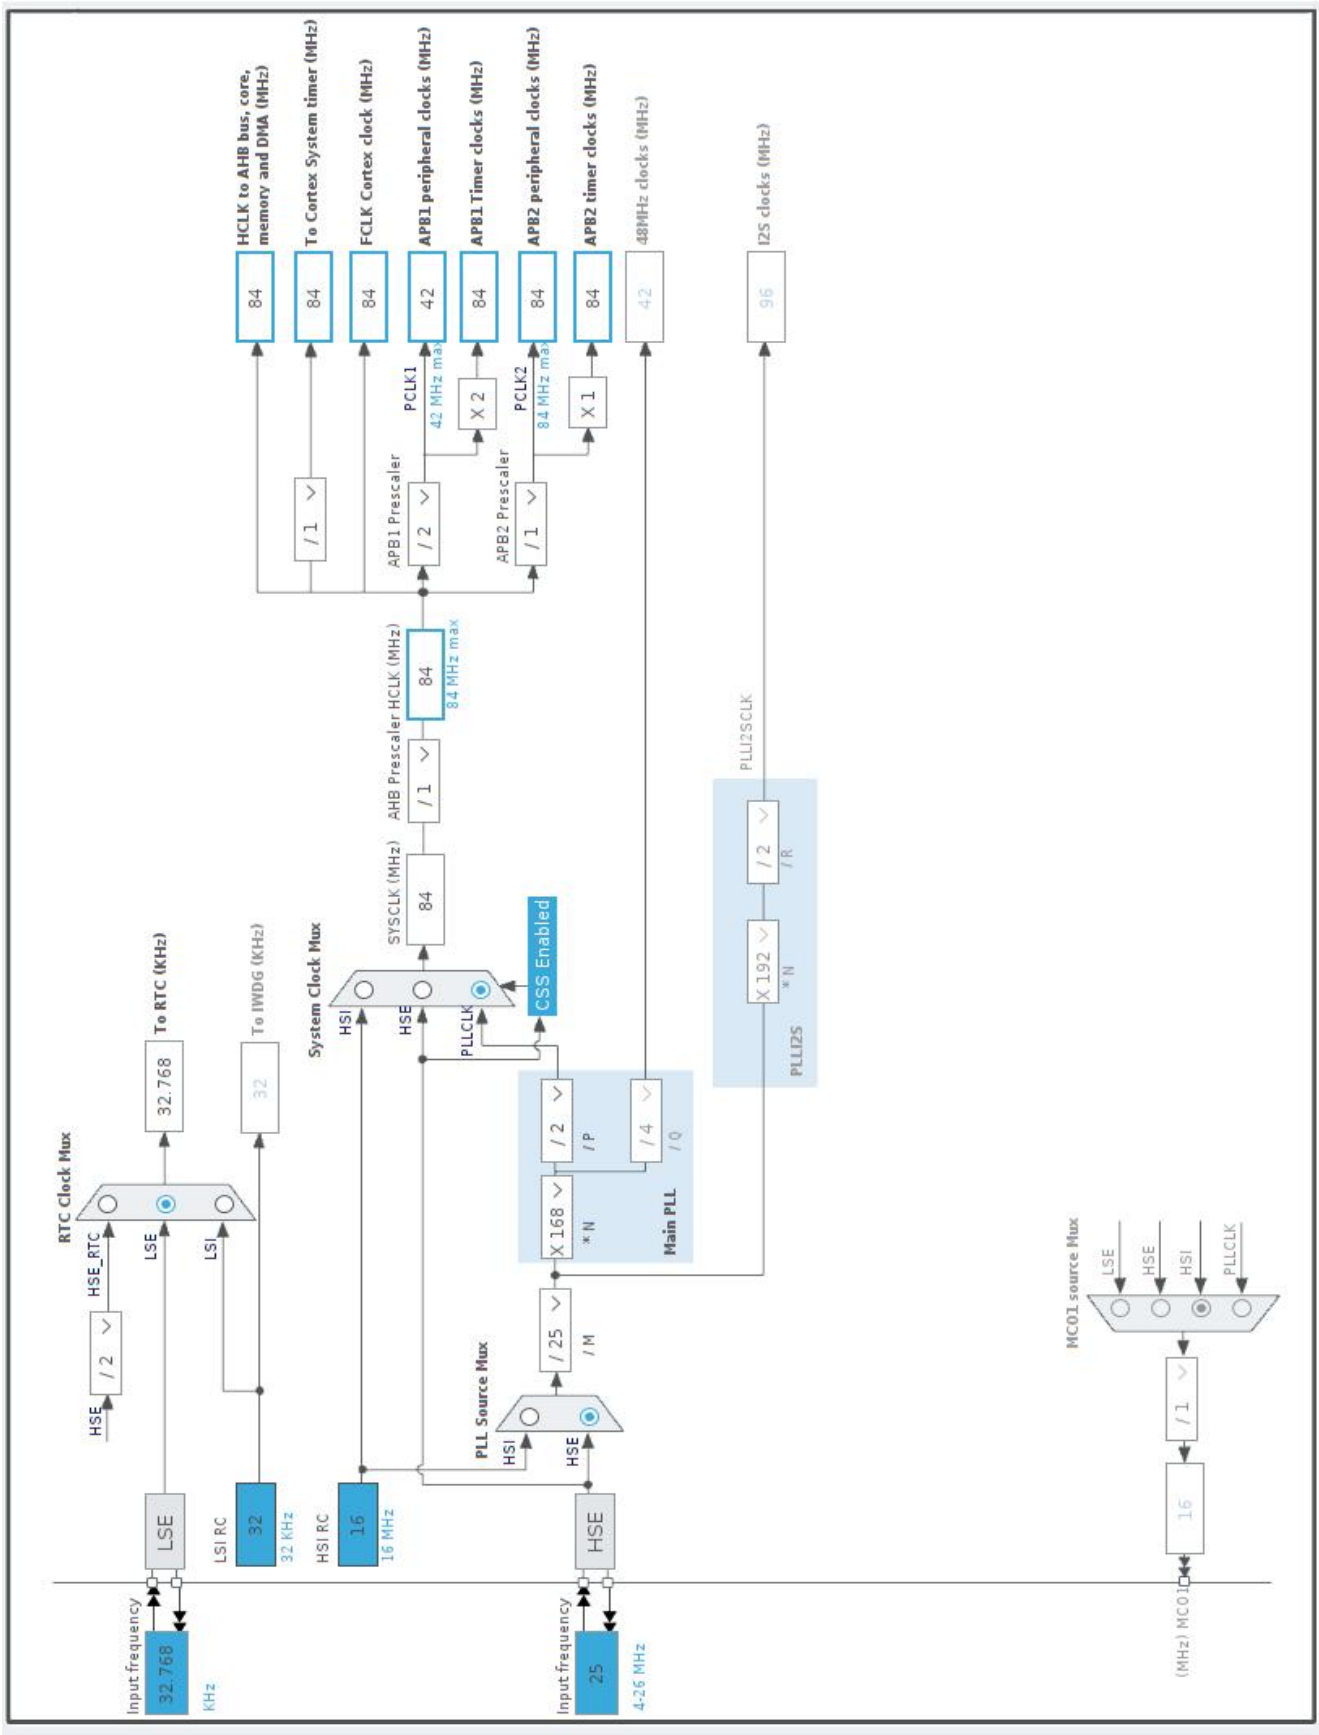 Input frequency
32.768
KHz
LSE
HSE
/ 2
HSE_RTC
LSE
LSI
RTC Clock Mux
32.768
To RTC (KHz)
LSI RC
32
32 KHz
32
To IWDG (KHz)
HSI RC
16
16 MHz
Input frequency
25
4-26 MHz
HSE
PLL Source Mux
HSI
HSE
/ 25
/ M
X 168
* N
/ 2
/ P
/ 4
/ Q
Main PLL
System Clock Mux
HSI
HSE
PLLCLK
CSS Enabled
SYSCLK (MHz)
84
AHB Prescaler
/ 1
HCLK (MHz)
84
84 MHz max
/ 1
APB1 Prescaler
/ 2
PCLK1
42 MHz max
X 2
APB2 Prescaler
/ 1
PCLK2
84 MHz max
X 1
84
HCLK to AHB bus, core,
memory and DMA (MHz)
84
To Cortex System timer (MHz)
84
FCLK Cortex clock (MHz)
42
APB1 peripheral clocks (MHz)
84
APB1 Timer clocks (MHz)
84
APB2 peripheral clocks (MHz)
84
APB2 timer clocks (MHz)
42
48MHz clocks (MHz)
X 192
* N
/ 2
/ R
PLLI2S
PLLI2SCLK
96
I2S clocks (MHz)
MCO1 source Mux
LSE
HSE
HSI
PLLCLK
/ 1
16
(MHz) MCO1